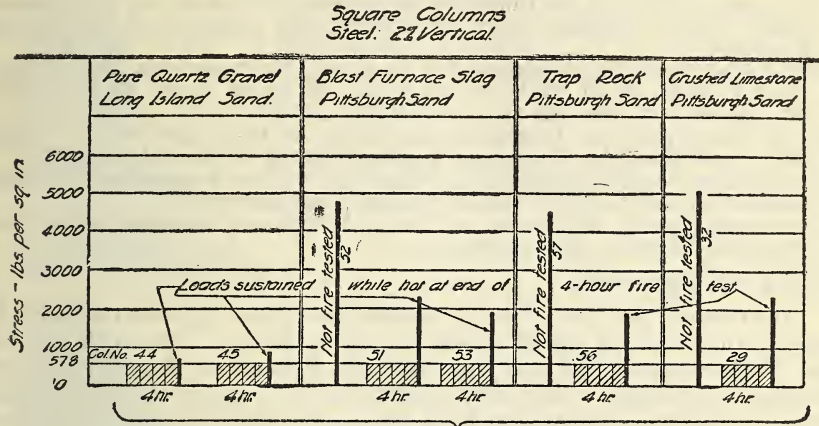 Square Columns
Steel: 2% Vertical.
Pure Quartz Gravel
Long Island Sand.
Blast Furnace Slag
Pittsburgh Sand
Trap Rock
Pittsburgh Sand
Crushed Limestone
Pittsburgh Sand
Stress - lbs. per sq. in
6000
5000
4000
3000
2000
1000
578
0
Not fire tested
52
Not fire tested
57
Not fire tested
32
Loads sustained while hot at end of 4-hour fire test
Col. No. 44 45 51 53 56 29
4 hr. 4 hr. 4 hr. 4 hr. 4 hr. 4 hr.